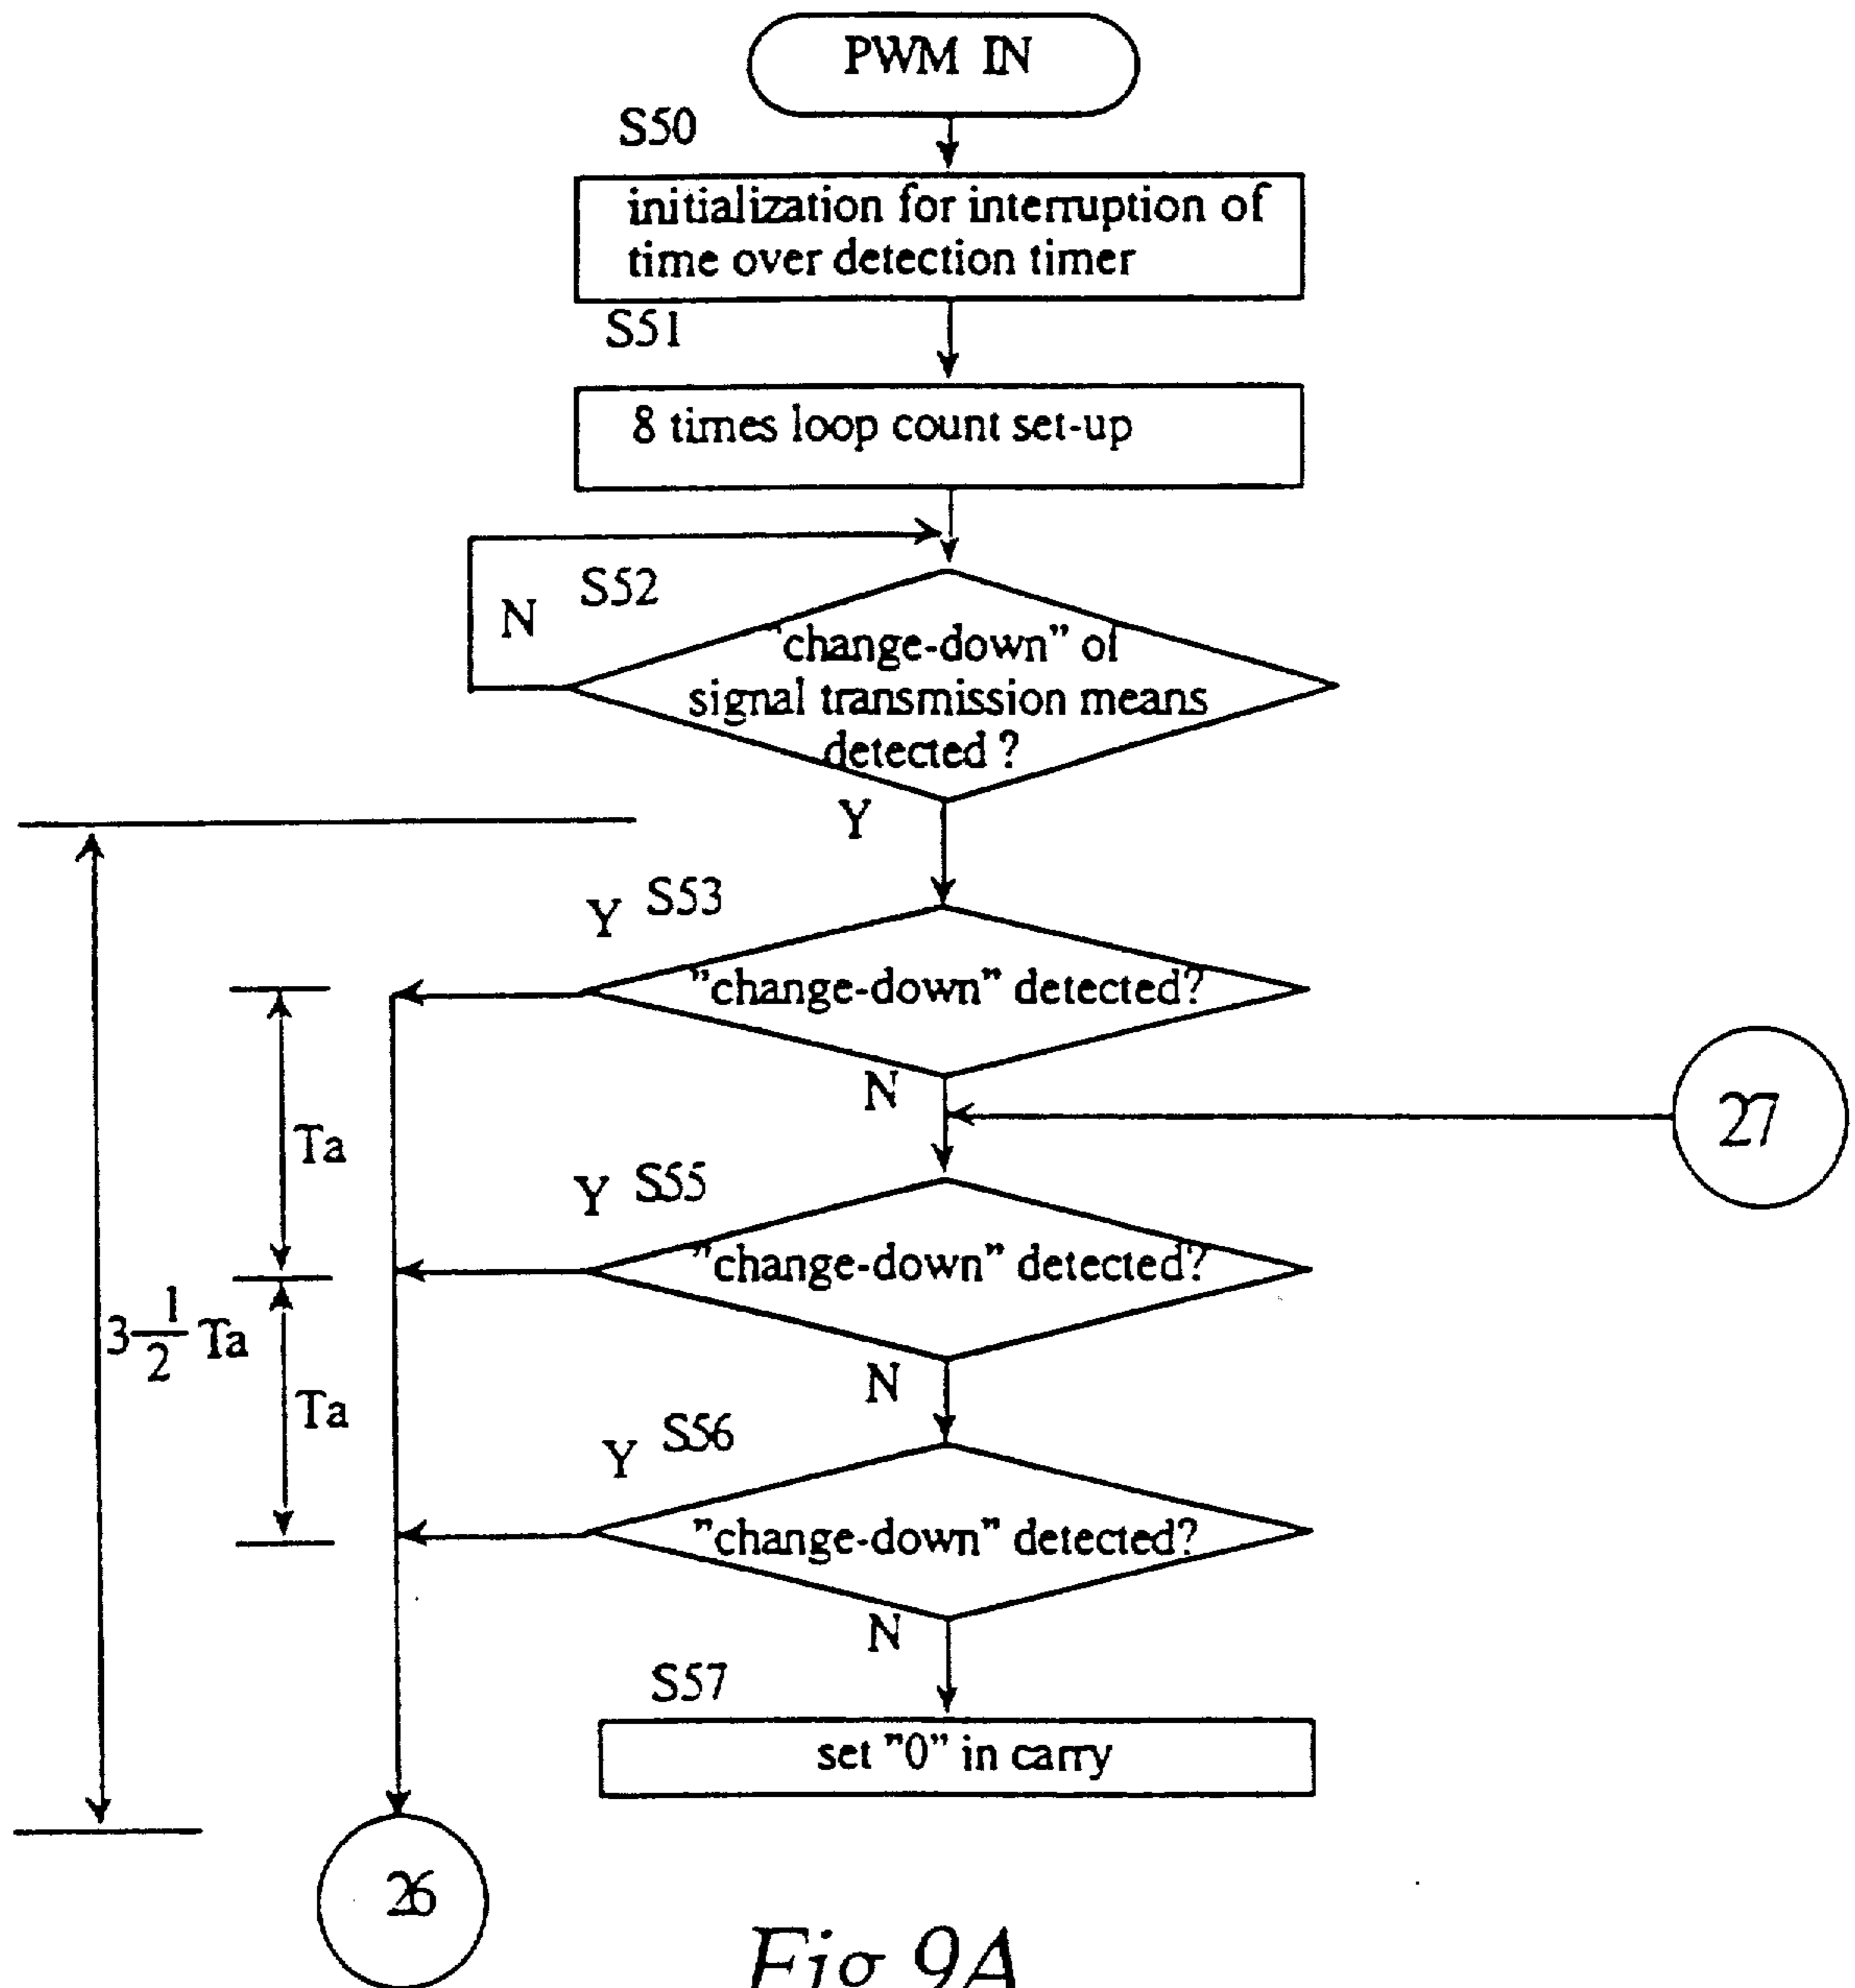 PWM IN
S50
initialization for interruption of
time over detection timer
S51
8 times loop count set-up
S52
N
"change-down" of
signal transmission means
detected ?
Y
Y S53
"change-down" detected?
N
27
Ta
Y S55
"change-down" detected?
3 1/2 Ta
N
Ta
Y S56
"change-down" detected?
N
S57
set "0" in carry
26
Fig 9A